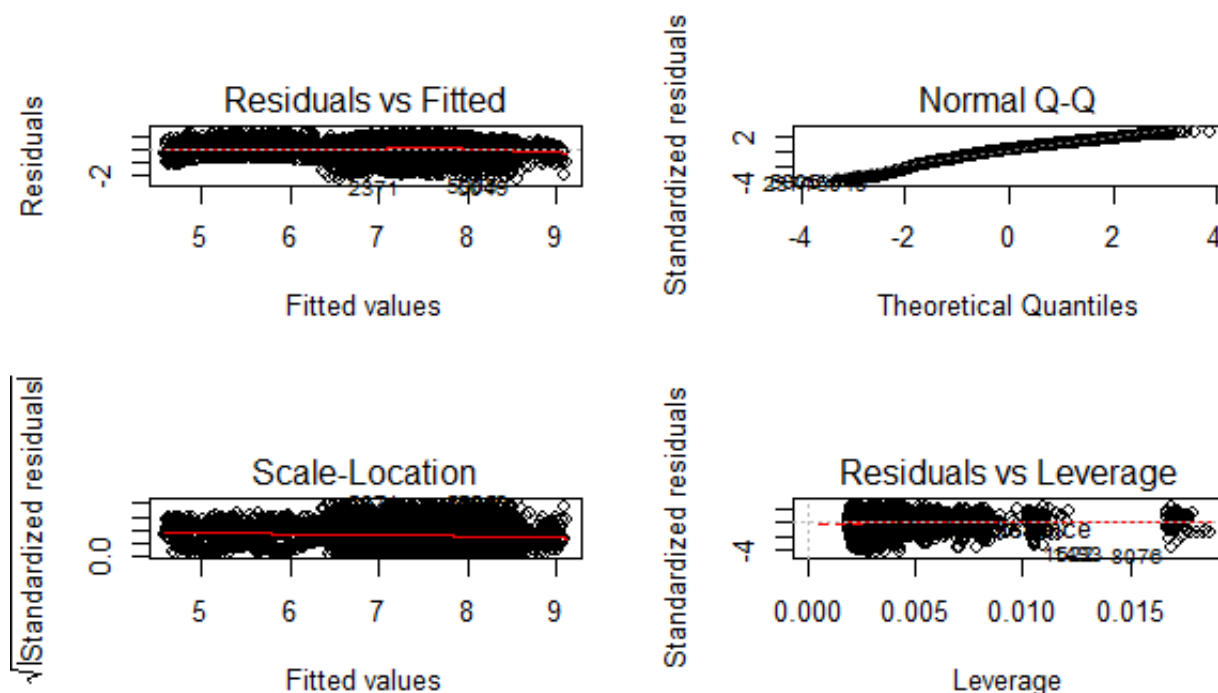 Residuals vs Fitted
Residuals
-2
2371
5 6 7 8 9
Fitted values
Normal Q-Q
Standardized residuals
2
-4
-4 -2 0 2 4
Theoretical Quantiles
Scale-Location
√|Standardized residuals|
0.0
5 6 7 8 9
Fitted values
Residuals vs Leverage
Standardized residuals
-4
8076
0.000 0.005 0.010 0.015
Leverage